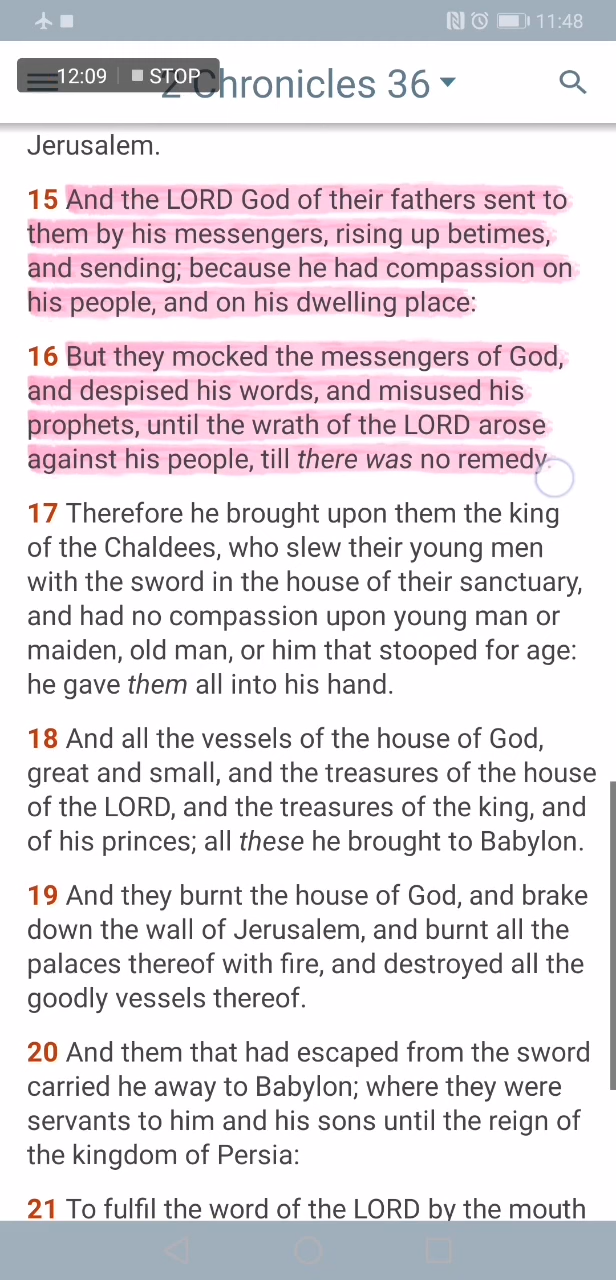 11:48
12:09 STOP
2 Chronicles 36
Jerusalem.
15 And the LORD God of their fathers sent to
them by his messengers, rising up betimes,
and sending; because he had compassion on
his people, and on his dwelling place:
16 But they mocked the messengers of God,
and despised his words, and misused his
prophets, until the wrath of the LORD arose
against his people, till there was no remedy.
17 Therefore he brought upon them the king
of the Chaldees, who slew their young men
with the sword in the house of their sanctuary,
and had no compassion upon young man or
maiden, old man, or him that stooped for age:
he gave them all into his hand.
18 And all the vessels of the house of God,
great and small, and the treasures of the house
of the LORD, and the treasures of the king, and
of his princes; all these he brought to Babylon.
19 And they burnt the house of God, and brake
down the wall of Jerusalem, and burnt all the
palaces thereof with fire, and destroyed all the
goodly vessels thereof.
20 And them that had escaped from the sword
carried he away to Babylon; where they were
servants to him and his sons until the reign of
the kingdom of Persia:
21 To fulfil the word of the LORD by the mouth